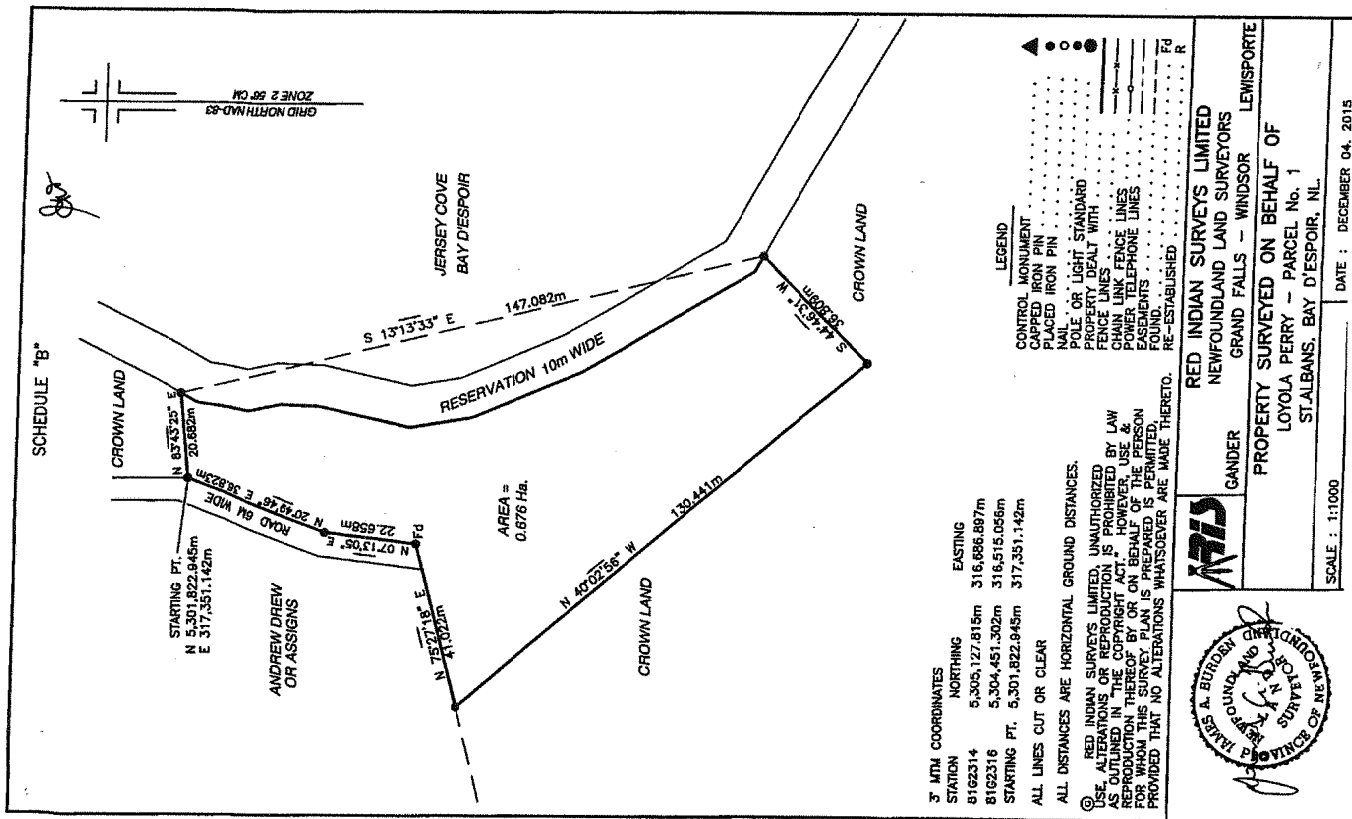 SCHEDULE "B"
GRID NORTH NAD-83
ZONE 2 56° CM
CROWN LAND
STARTING PT.
N 5,301,822.945m
E 317,351.142m
N 83°43'25" E
20.682m
ROAD 6M WIDE
N 20°49'46" E 36.823m
N 07°13'05" E
22.658m
Fd
ANDREW DREW
OR ASSIGNS
N 75°27'18" E
41.022m
S 13°13'33" E
147.082m
JERSEY COVE
BAY D'ESPOIR
RESERVATION 10m WIDE
AREA =
0.676 Ha.
N 40°02'56" W
130.441m
CROWN LAND
S 44°46'31" W
36.809m
CROWN LAND
3° MTM COORDINATES
STATION NORTHING EASTING
81G2314 5,305,127.815m 316,686.897m
81G2316 5,304,451.302m 316,515.056m
STARTING PT. 5,301,822.945m 317,351.142m
ALL LINES CUT OR CLEAR
ALL DISTANCES ARE HORIZONTAL GROUND DISTANCES.
© RED INDIAN SURVEYS LIMITED, UNAUTHORIZED
USE, ALTERATIONS OR REPRODUCTION IS PROHIBITED BY LAW
AS OUTLINED IN "THE COPYRIGHT ACT." HOWEVER, USE &
REPRODUCTION THEREOF BY OR ON BEHALF OF THE PERSON
FOR WHOM THIS SURVEY PLAN IS PREPARED IS PERMITTED,
PROVIDED THAT NO ALTERATIONS WHATSOEVER ARE MADE THERETO.
LEGEND
CONTROL MONUMENT
CAPPED IRON PIN
PLACED IRON PIN
NAIL
POLE OR LIGHT STANDARD
PROPERTY DEALT WITH
FENCE LINES
CHAIN LINK FENCE LINES
POWER TELEPHONE LINES
EASEMENTS
FOUND Fd
RE-ESTABLISHED R
JAMES A. BURDEN
NEWFOUNDLAND
LAND
SURVEYOR
PROVINCE OF NEWFOUNDLAND
RIS
RED INDIAN SURVEYS LIMITED
NEWFOUNDLAND LAND SURVEYORS
GANDER GRAND FALLS - WINDSOR LEWISPORTE
PROPERTY SURVEYED ON BEHALF OF
LOYOLA PERRY - PARCEL No. 1
ST.ALBANS, BAY D'ESPOIR, NL.
SCALE : 1:1000
DATE : DECEMBER 04, 2015